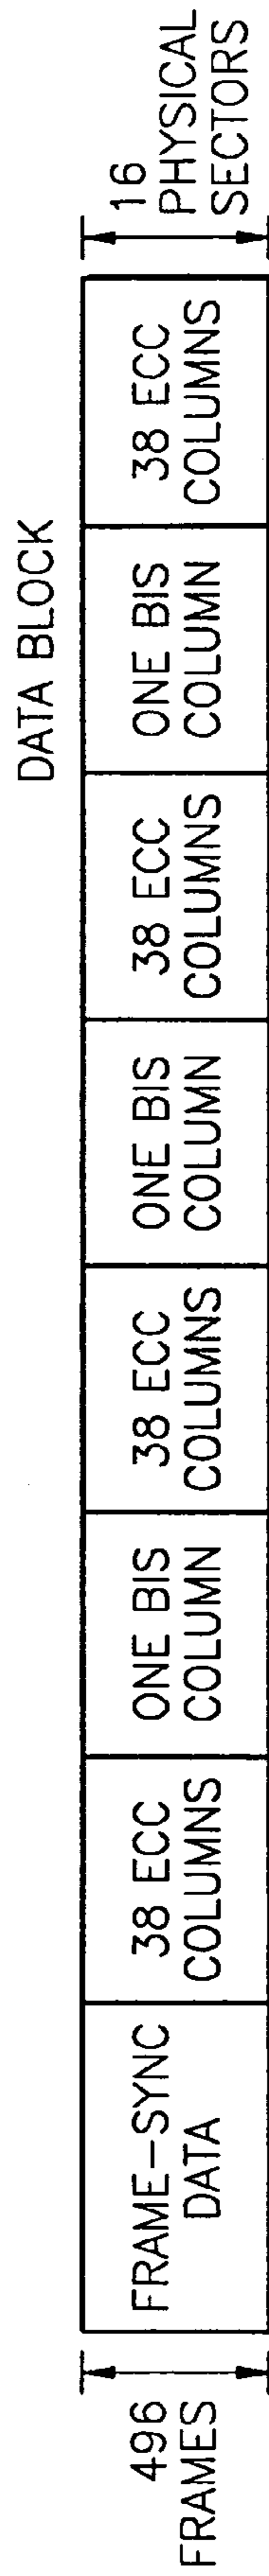 DATA BLOCK
496
FRAMES
FRAME-SYNC
DATA
38 ECC
COLUMNS
ONE BIS
COLUMN
38 ECC
COLUMNS
ONE BIS
COLUMN
38 ECC
COLUMNS
ONE BIS
COLUMN
38 ECC
COLUMNS
16
PHYSICAL
SECTORS